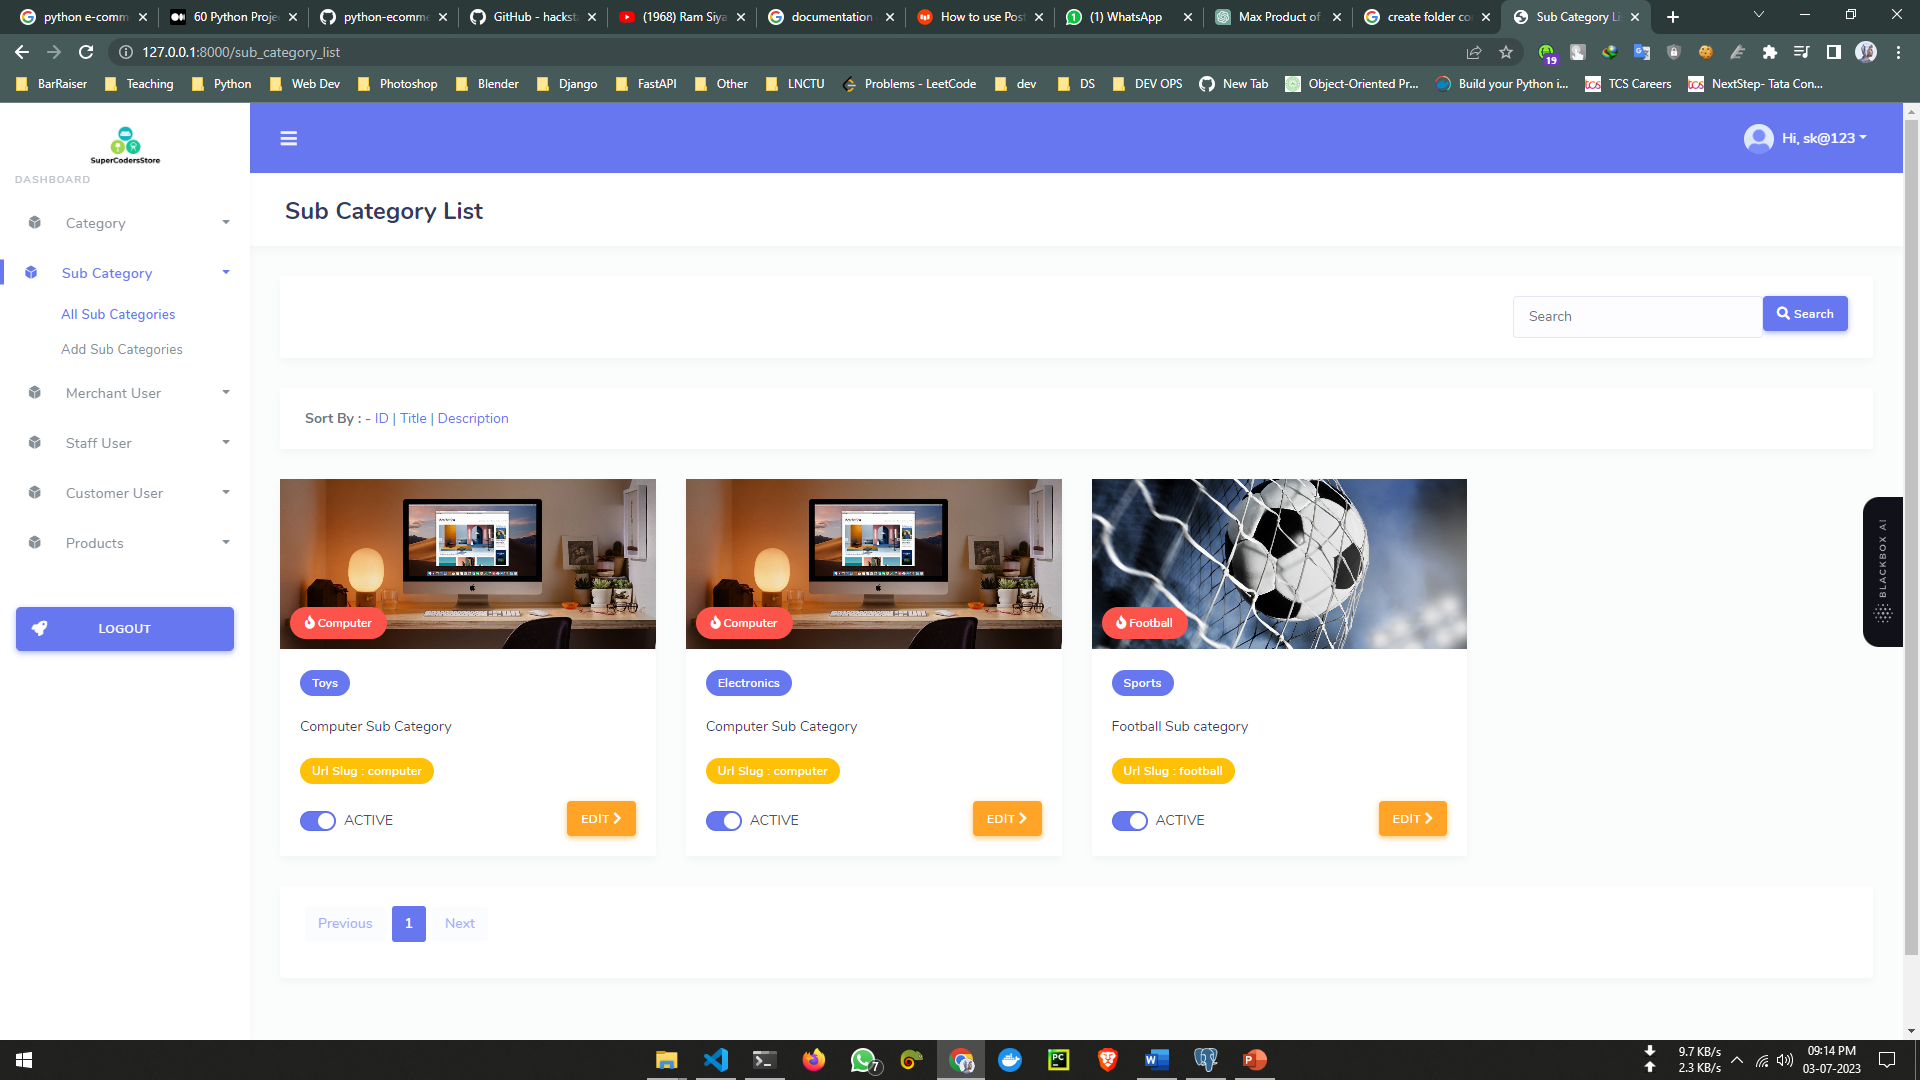 python e-comm
60 Python Proje
python-ecomme
GitHub - hackst
(1968) Ram Siya
documentation
How to use Post
(1) WhatsApp
Max Product of
create folder co
Sub Category Li
127.0.0.1:8000/sub_category_list
19
BarRaiser
Teaching
Python
Web Dev
Photoshop
Blender
Django
FastAPI
Other
LNCTU
Problems - LeetCode
dev
DS
DEV OPS
New Tab
Object-Oriented Pr...
Build your Python i...
TCS Careers
NextStep- Tata Con...
SuperCodersStore
DASHBOARD
Category
Sub Category
All Sub Categories
Add Sub Categories
Merchant User
Staff User
Customer User
Products
LOGOUT
Hi, sk@123
Sub Category List
Search
Search
Sort By : - ID | Title | Description
Computer
Toys
Computer Sub Category
Url Slug : computer
ACTIVE
EDIT
Computer
Electronics
Computer Sub Category
Url Slug : computer
ACTIVE
EDIT
Football
Sports
Football Sub category
Url Slug : football
ACTIVE
EDIT
Previous
1
Next
BLACKBOX AI
7
9.7 KB/s
2.3 KB/s
09:14 PM
03-07-2023